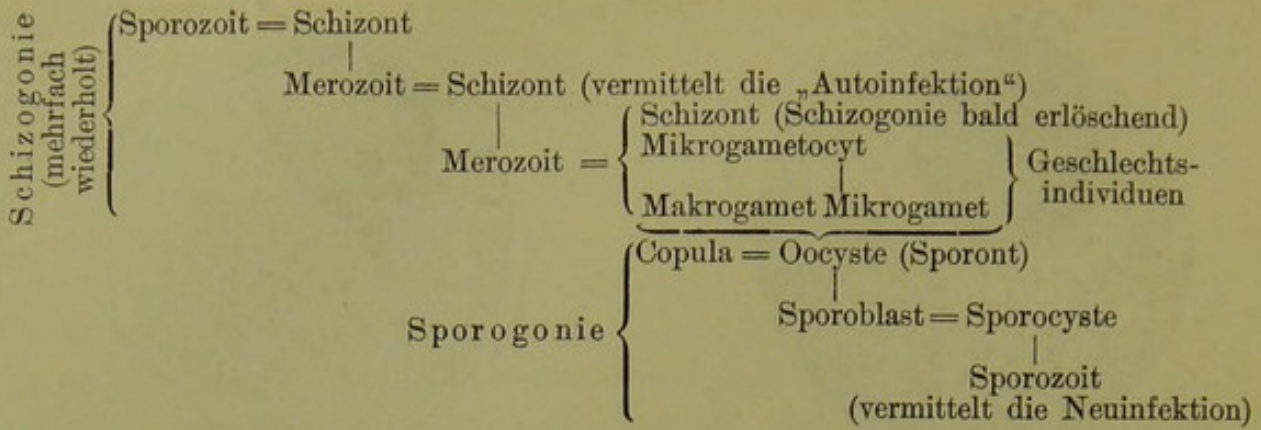 Schizogonie
(mehrfach
wiederholt)
Sporozoit = Schizont
Merozoit = Schizont (vermittelt die „Autoinfektion“)
Merozoit =
Schizont (Schizogonie bald erlöschend)
Mikrogametocyt
Makrogamet Mikrogamet
Geschlechts-
individuen
Sporogonie
Copula = Oocyste (Sporont)
Sporoblast = Sporocyste
Sporozoit
(vermittelt die Neuinfektion)